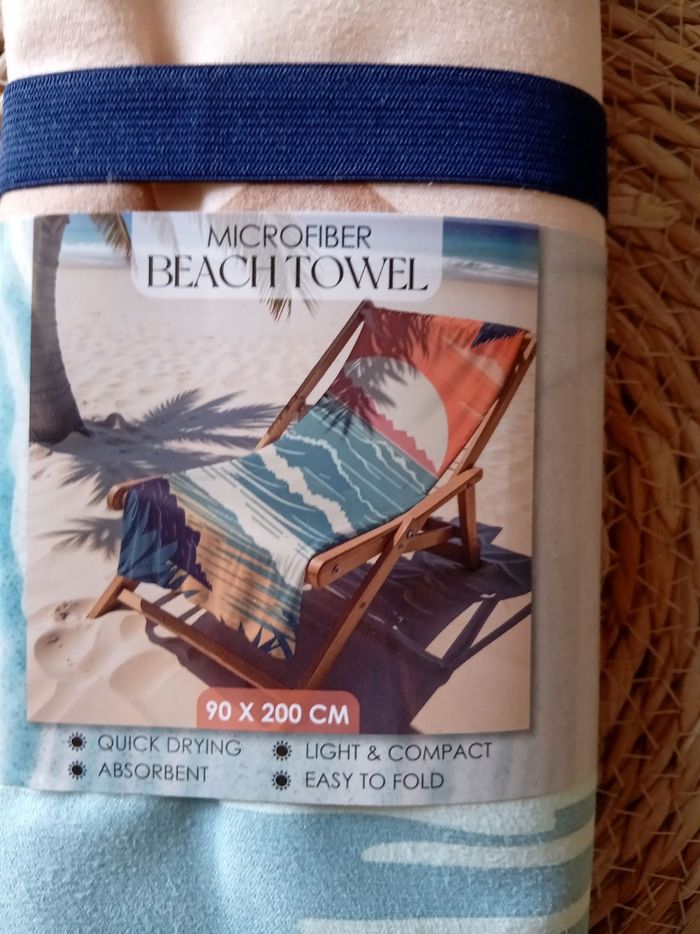 MICROFIBER
BEACH TOWEL
90 X 200 CM
QUICK DRYING
LIGHT & COMPACT
ABSORBENT
EASY TO FOLD